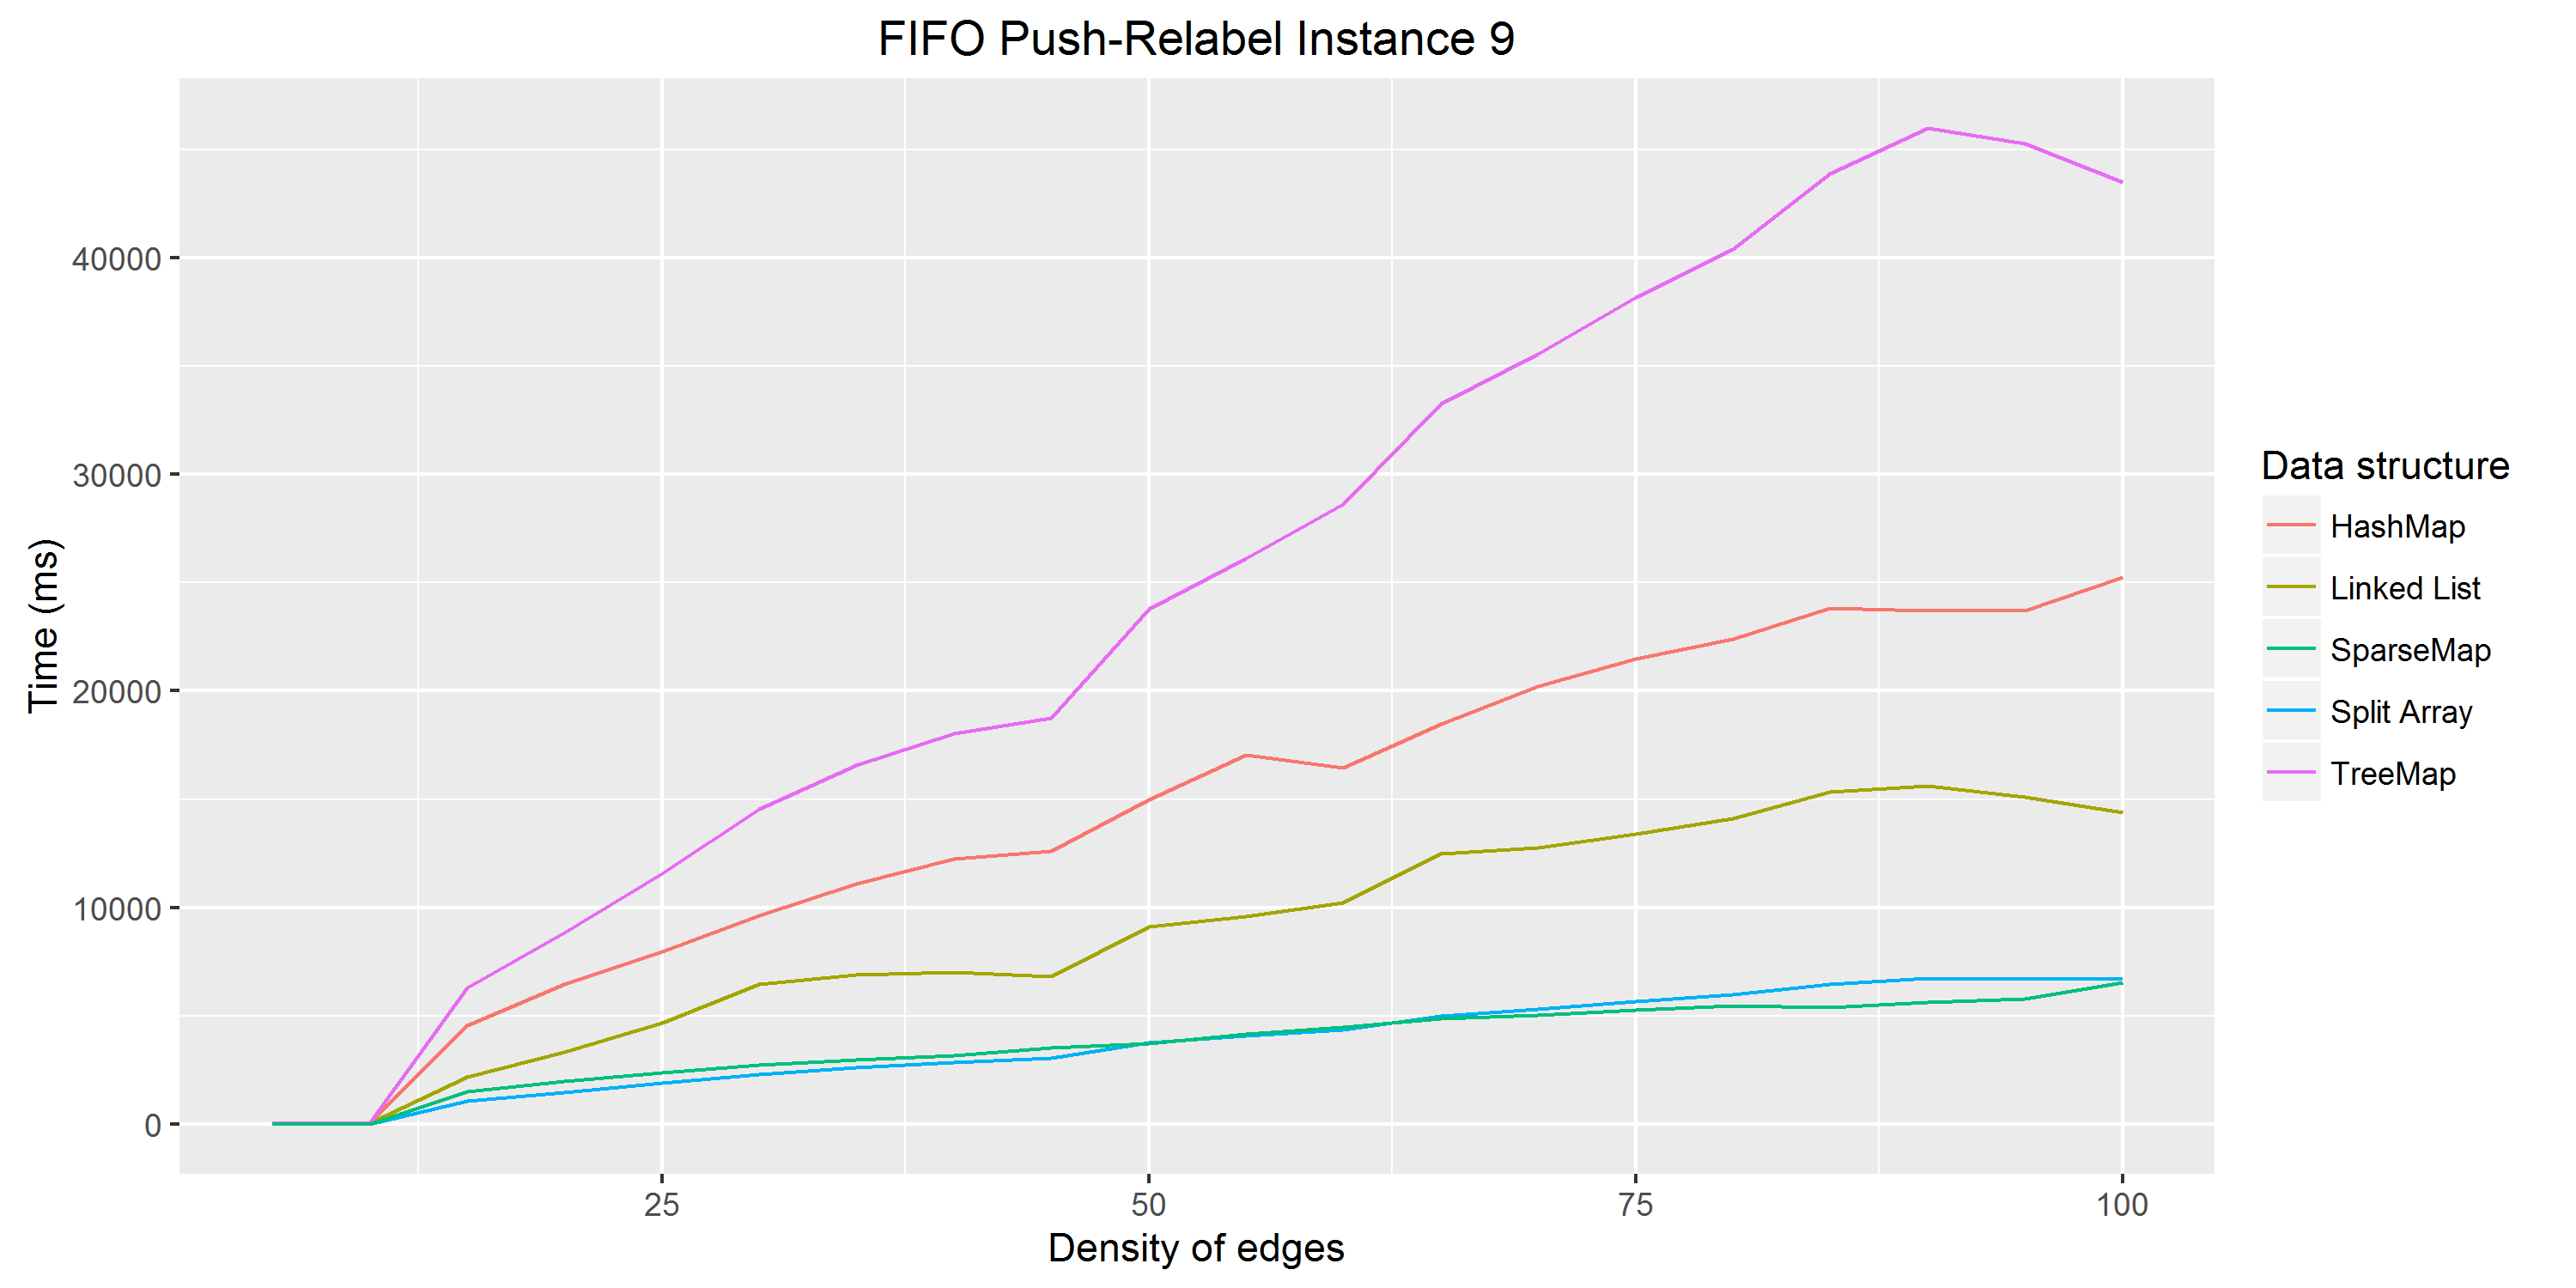 FIFO Push-Relabel Instance 9
Time (ms)
40000
30000
20000
10000
0
25
50
75
100
Density of edges
Data structure
HashMap
Linked List
SparseMap
Split Array
TreeMap